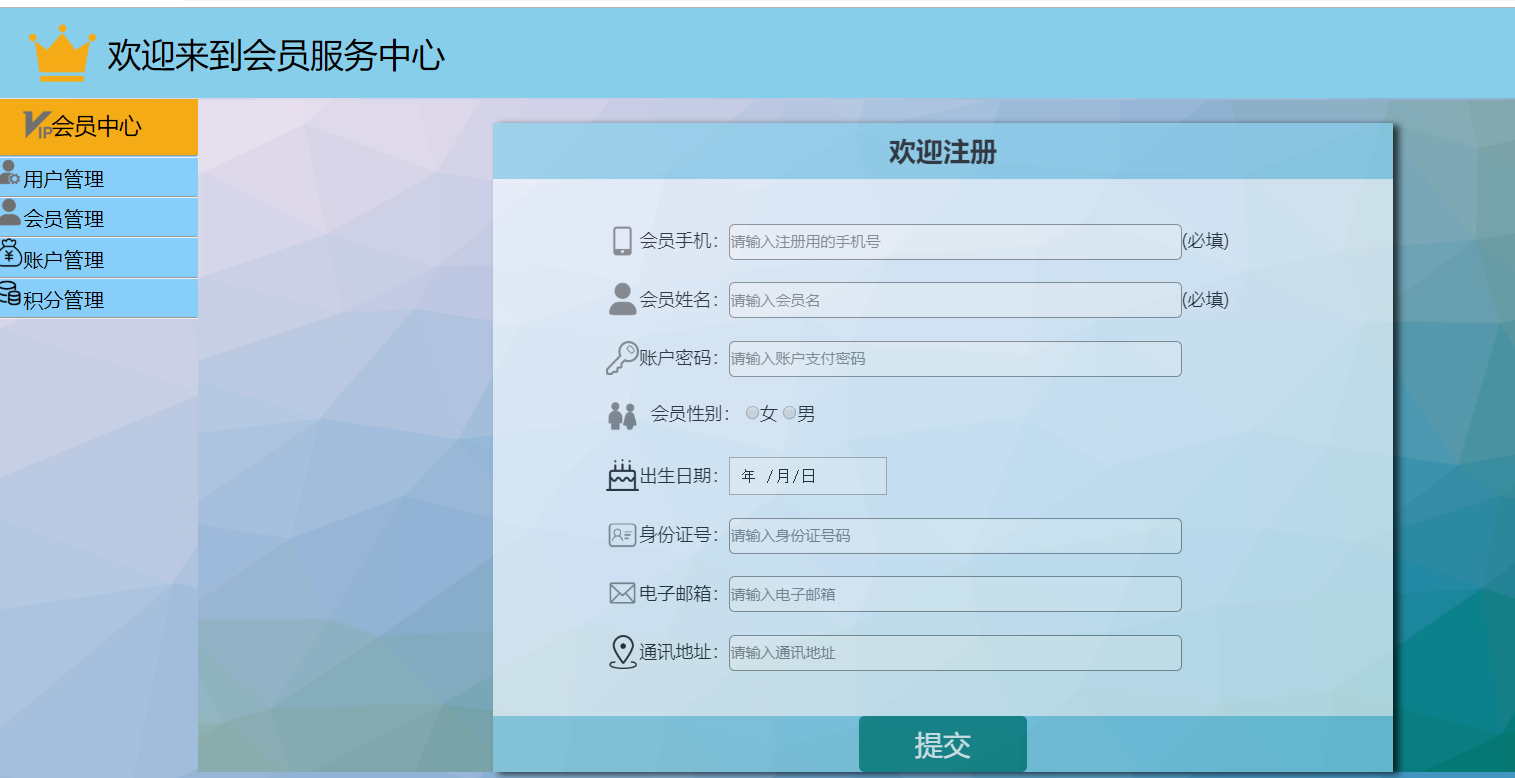 欢迎来到会员服务中心
VIP会员中心
用户管理
会员管理
账户管理
积分管理
欢迎注册
会员手机： 请输入注册用的手机号 (必填)
会员姓名： 请输入会员名 (必填)
账户密码： 请输入账户支付密码
会员性别： 女 男
出生日期： 年 /月/日
身份证号： 请输入身份证号码
电子邮箱： 请输入电子邮箱
通讯地址： 请输入通讯地址
提交